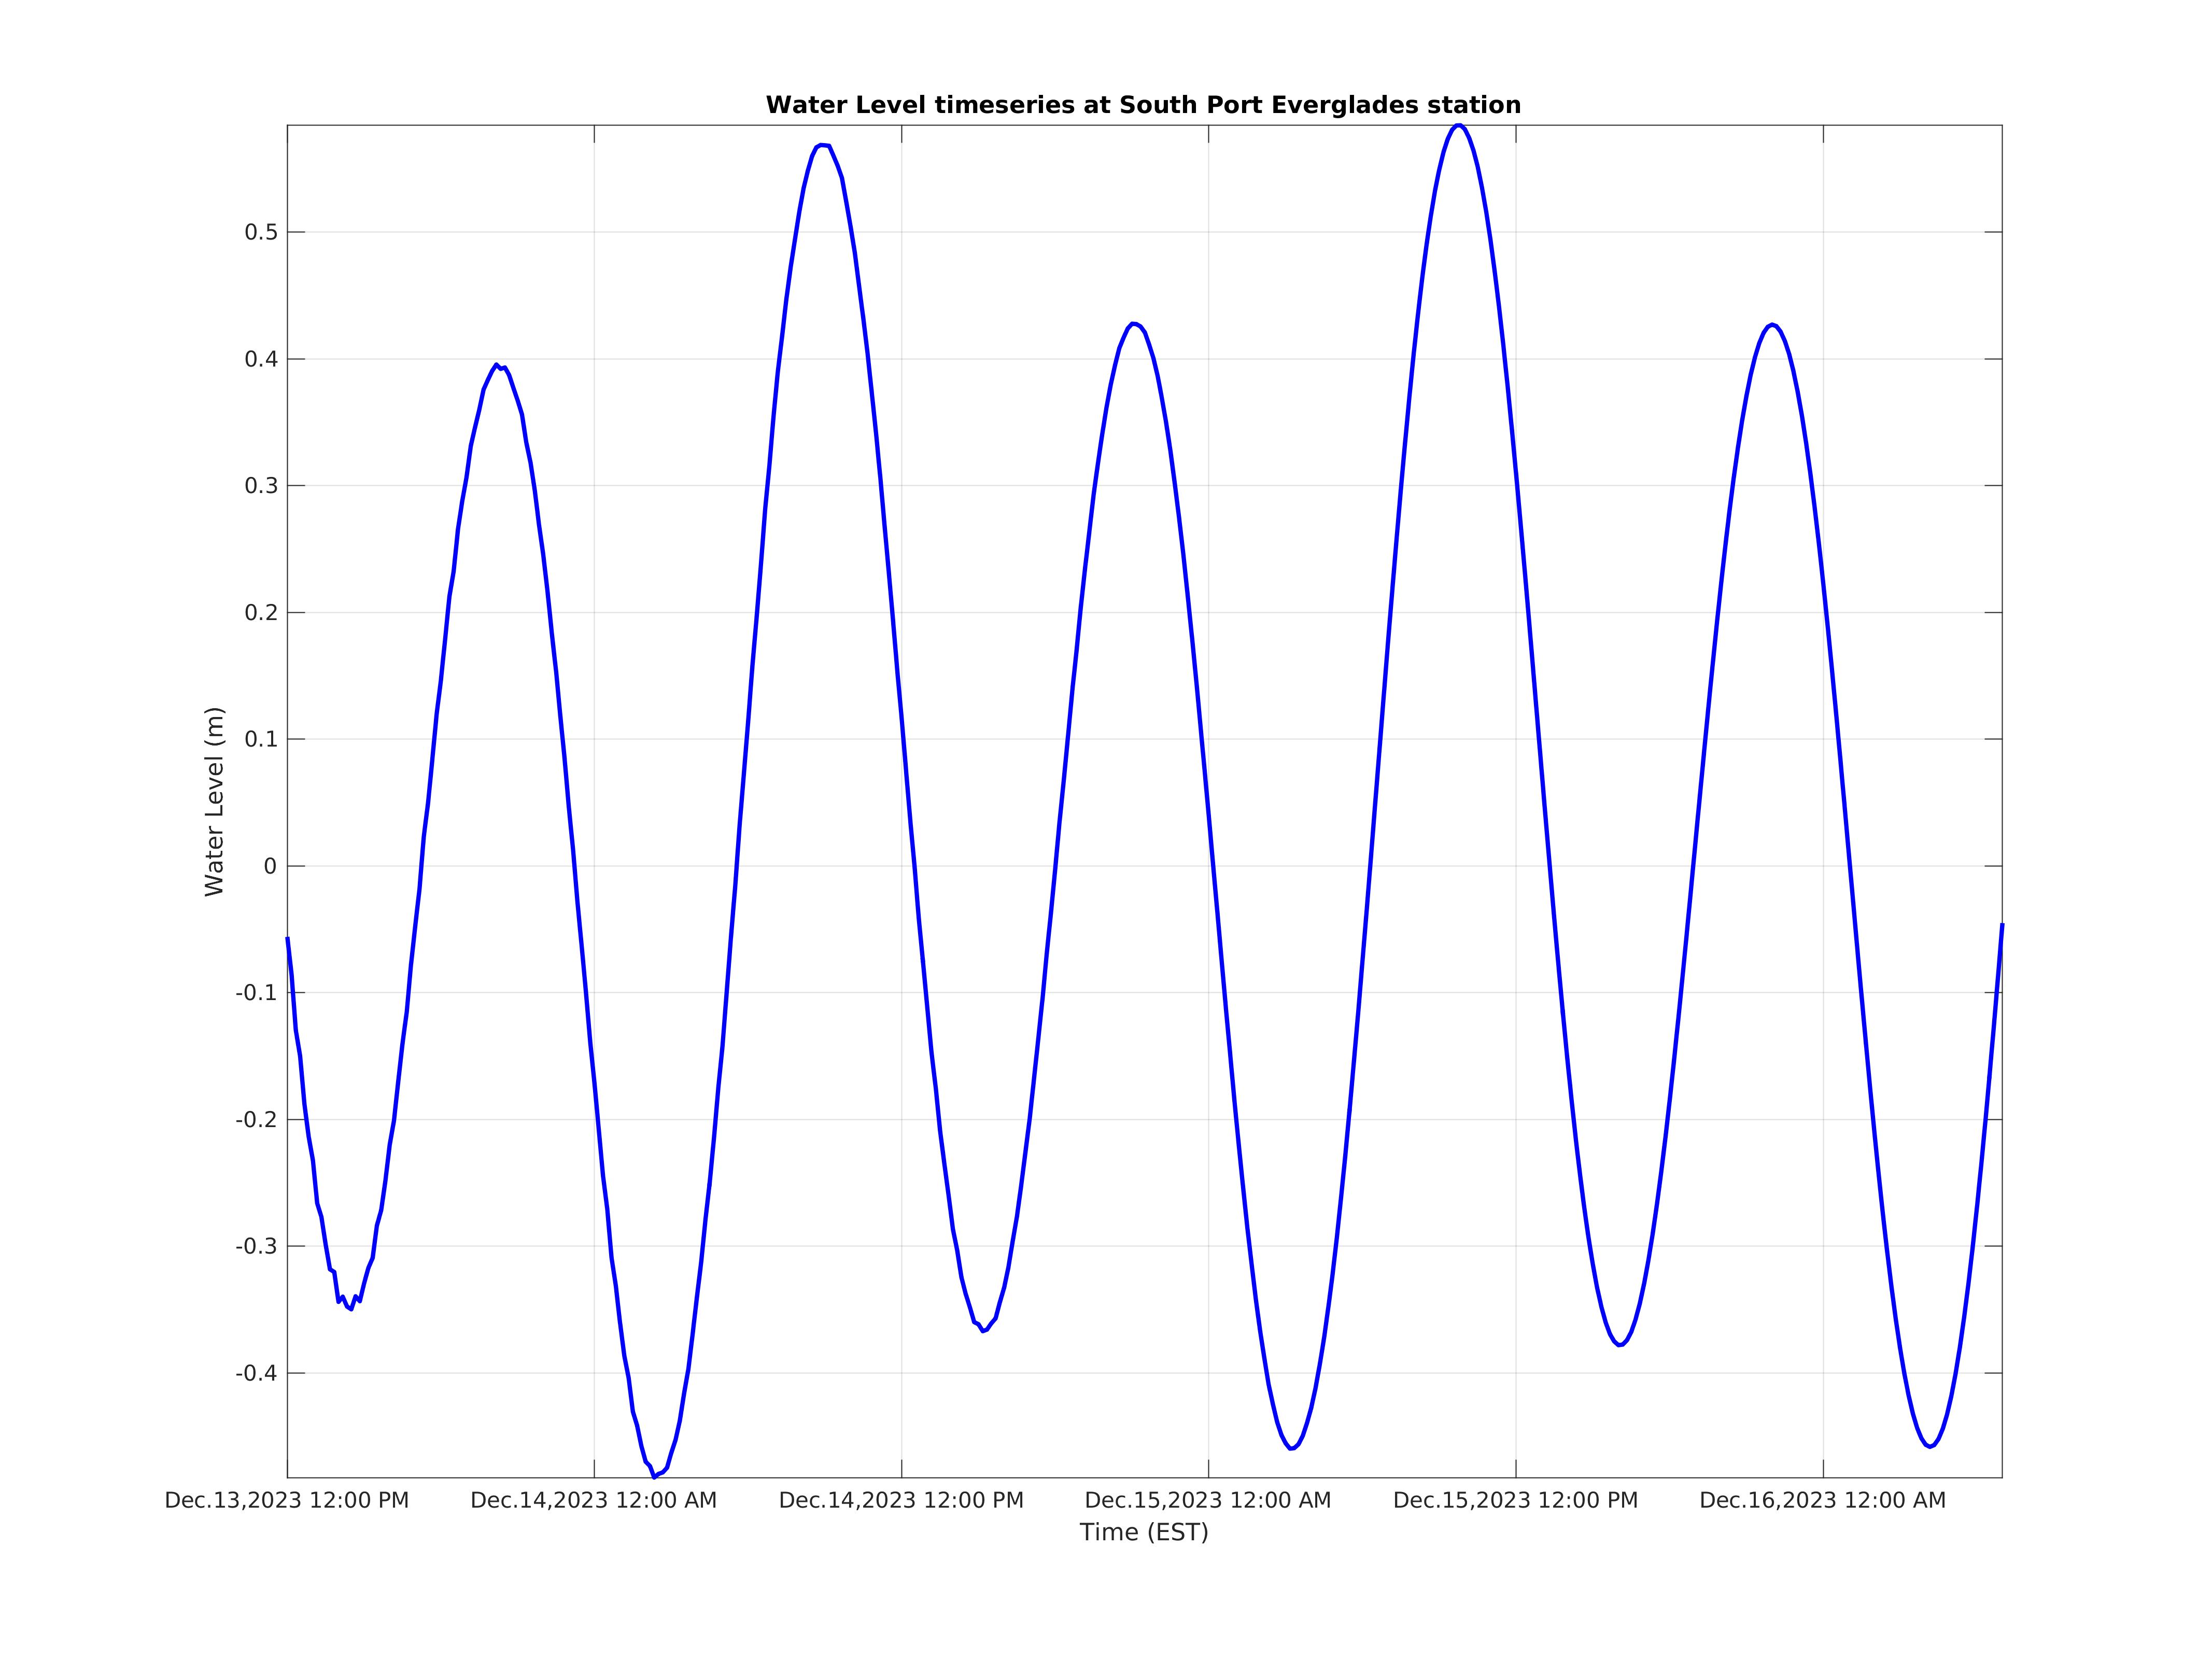 Water Level timeseries at South Port Everglades station
0.5
0.4
0.3
0.2
0.1
0
-0.1
-0.2
-0.3
-0.4
Water Level (m)
Dec.13,2023 12:00 PM Dec.14,2023 12:00 AM Dec.14,2023 12:00 PM Dec.15,2023 12:00 AM Dec.15,2023 12:00 PM Dec.16,2023 12:00 AM
Time (EST)